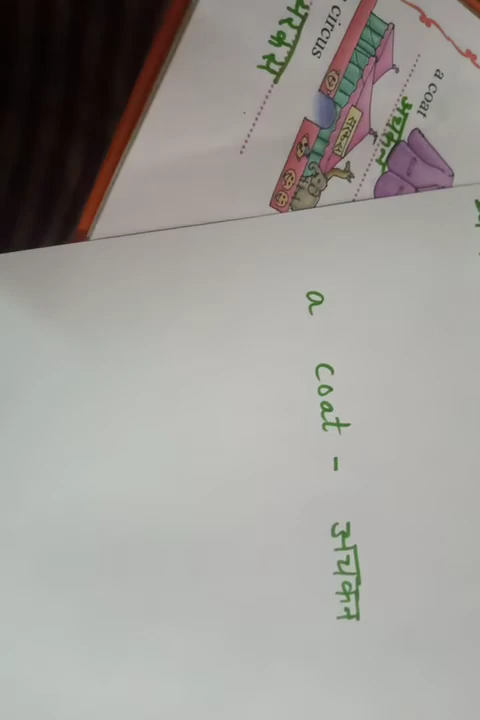 circus
सरकस
a coat
अचकन
a coat - अचकन